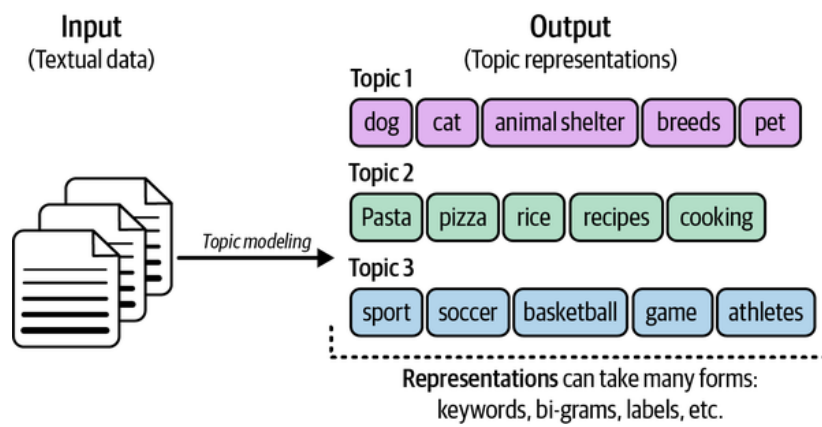 Input
(Textual data)
Topic modeling
Output
(Topic representations)
Topic 1
dog cat animal shelter breeds pet
Topic 2
Pasta pizza rice recipes cooking
Topic 3
sport soccer basketball game athletes
Representations can take many forms:
keywords, bi-grams, labels, etc.